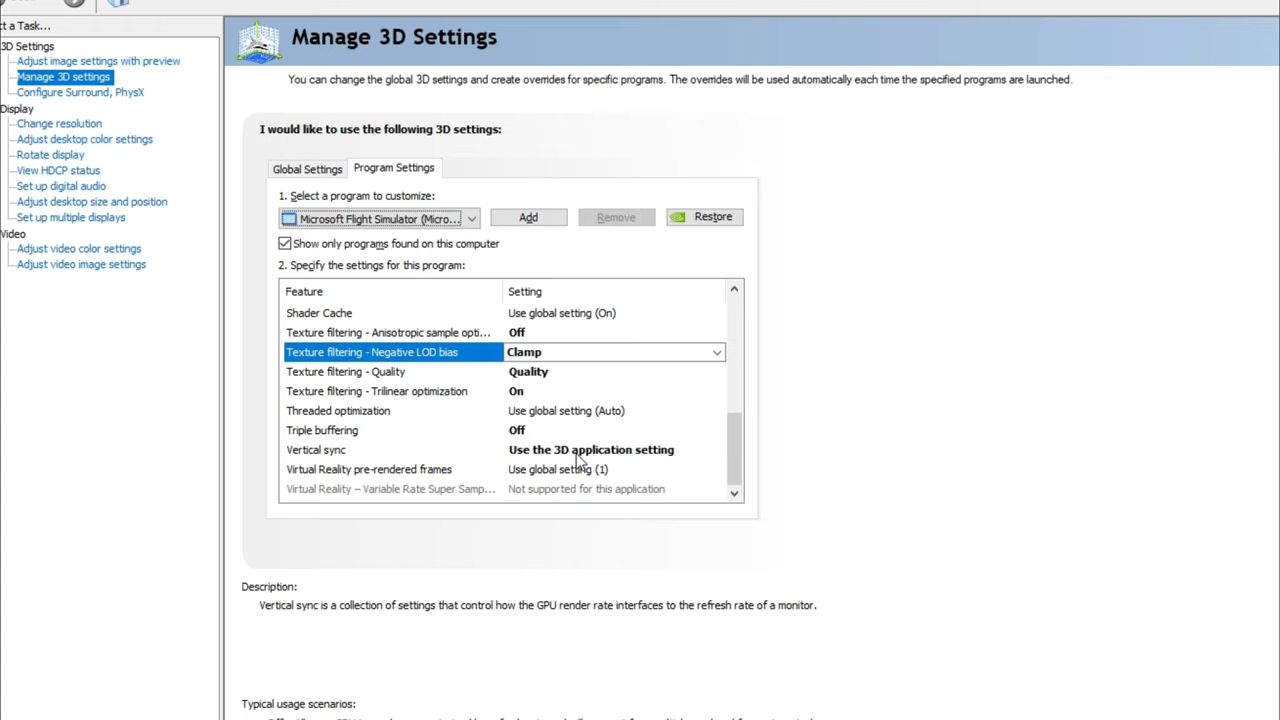 ct a Task...
3D Settings
Adjust image settings with preview
Manage 3D settings
Configure Surround, PhysX
Display
Change resolution
Adjust desktop color settings
Rotate display
View HDCP status
Set up digital audio
Adjust desktop size and position
Set up multiple displays
Video
Adjust video color settings
Adjust video image settings
Manage 3D Settings
You can change the global 3D settings and create overrides for specific programs. The overrides will be used automatically each time the specified programs are launched.
I would like to use the following 3D settings:
Global Settings Program Settings
1. Select a program to customize:
Microsoft Flight Simulator (Micro... Add Remove Restore
Show only programs found on this computer
2. Specify the settings for this program:
Feature Setting
Shader Cache Use global setting (On)
Texture filtering - Anisotropic sample opti... Off
Texture filtering - Negative LOD bias Clamp
Texture filtering - Quality Quality
Texture filtering - Trilinear optimization On
Threaded optimization Use global setting (Auto)
Triple buffering Off
Vertical sync Use the 3D application setting
Virtual Reality pre-rendered frames Use global setting (1)
Virtual Reality – Variable Rate Super Samp... Not supported for this application
Description:
Vertical sync is a collection of settings that control how the GPU render rate interfaces to the refresh rate of a monitor.
Typical usage scenarios: